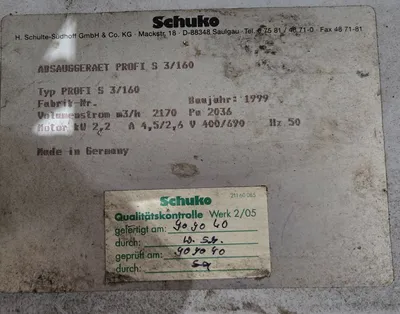 Schuko
H. Schulte-Südhoff & Co. KG · Mackstr. 18 · D-88348 Saulgau · Tel. 0 75 81 / 48 71-0 · Fax 48 71-81
ABSAUGGERAET PROFI S 3/160
Typ PROFI S 3/160
Fabrik-Nr. Baujahr: 1999
Volumenstrom m3/h 2170 Pa 2036
Motor kW 2,2 A 4,5/2,6 V 400/690 Hz 50
Made in Germany
Schuko
Qualitätskontrolle Werk 2/05
gefertigt am:
durch:
geprüft am:
durch: